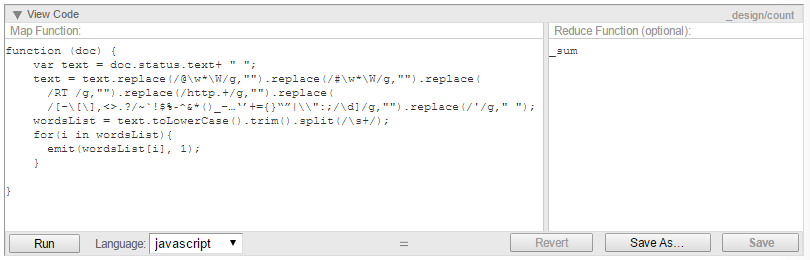 View Code
_design/count
Map Function:
Reduce Function (optional):
function (doc) {
var text = doc.status.text+ " ";
text = text.replace(/@\w*\W/g,"").replace(/#\w*\W/g,"").replace(
/RT /g,"").replace(/http.+/g,"").replace(
/[-\[\],<>.?/~`!$%-^&*()_-…‘’+={}“”|\\":;/\d]/g,"").replace(/'/g," ");
wordsList = text.toLowerCase().trim().split(/\s+/);
for(i in wordsList){
emit(wordsList[i], 1);
}
}
_sum
Run
Language:
javascript
=
Revert
Save As...
Save